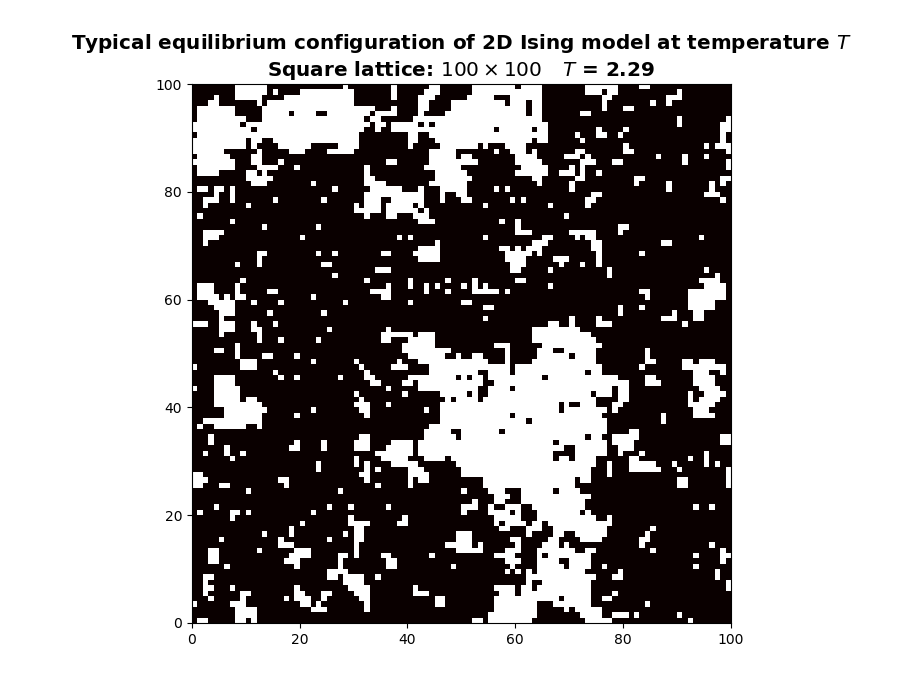 Typical equilibrium configuration of 2D Ising model at temperature T
Square lattice: 100 × 100 T = 2.29
100
80
60
40
20
0
0 20 40 60 80 100